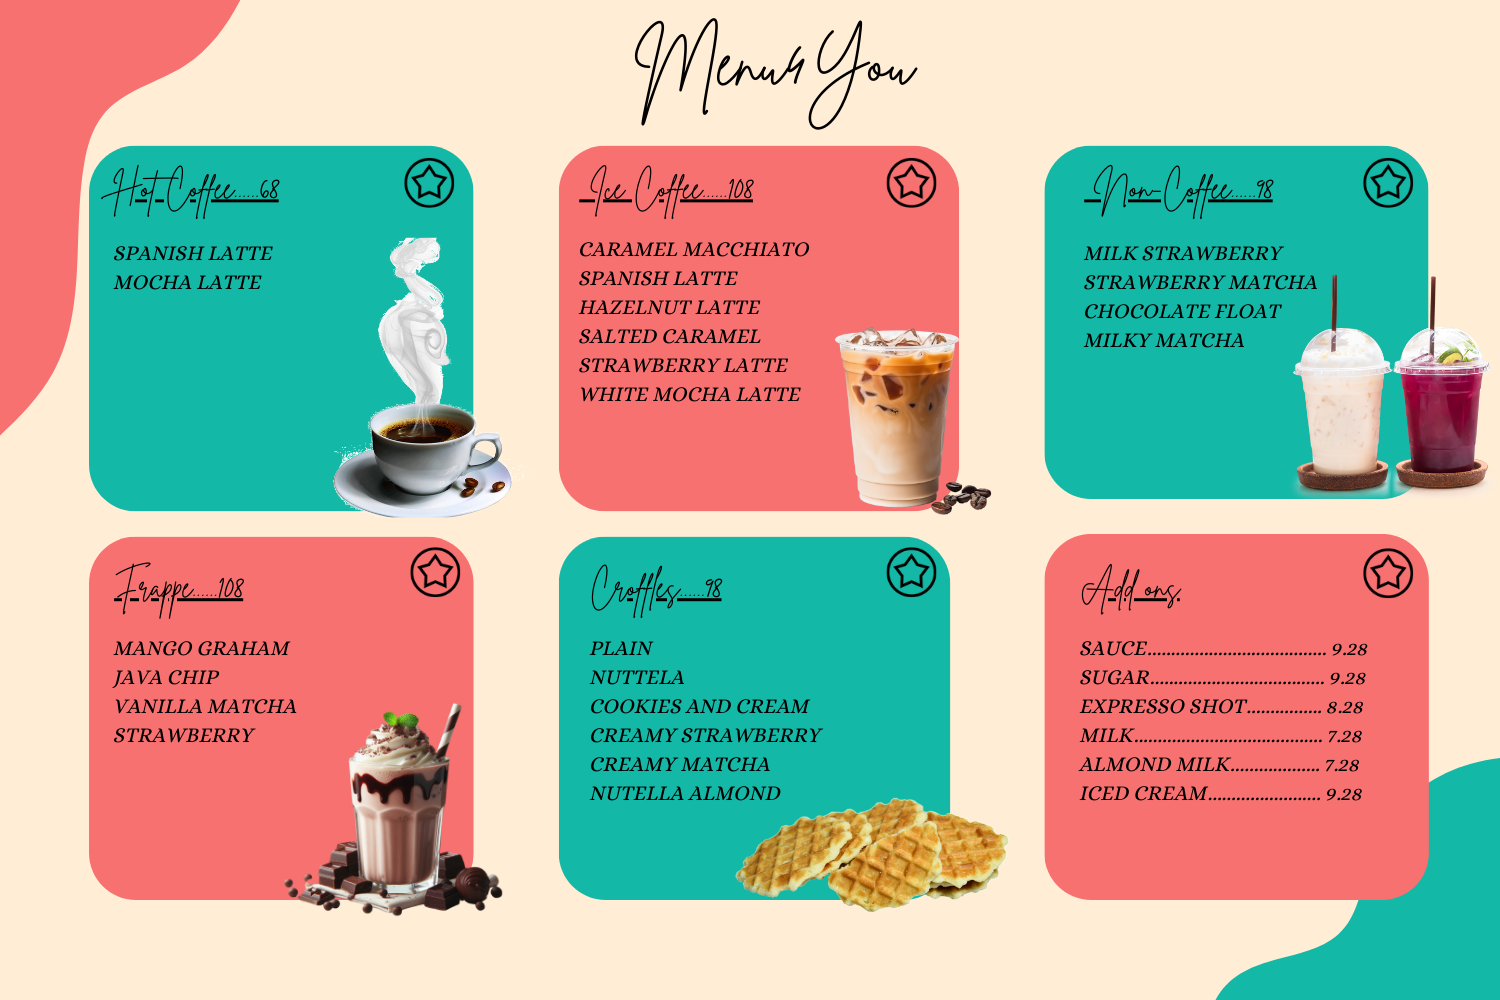 Menu4You
Hot Coffee......68
SPANISH LATTE
MOCHA LATTE
Ice Coffee......108
CARAMEL MACCHIATO
SPANISH LATTE
HAZELNUT LATTE
SALTED CARAMEL
STRAWBERRY LATTE
WHITE MOCHA LATTE
Non-Coffee......98
MILK STRAWBERRY
STRAWBERRY MATCHA
CHOCOLATE FLOAT
MILKY MATCHA
Frappe......108
MANGO GRAHAM
JAVA CHIP
VANILLA MATCHA
STRAWBERRY
Croffles......98
PLAIN
NUTTELA
COOKIES AND CREAM
CREAMY STRAWBERRY
CREAMY MATCHA
NUTELLA ALMOND
Add ons.
SAUCE...................................... 9.28
SUGAR..................................... 9.28
EXPRESSO SHOT................ 8.28
MILK........................................ 7.28
ALMOND MILK................... 7.28
ICED CREAM........................ 9.28